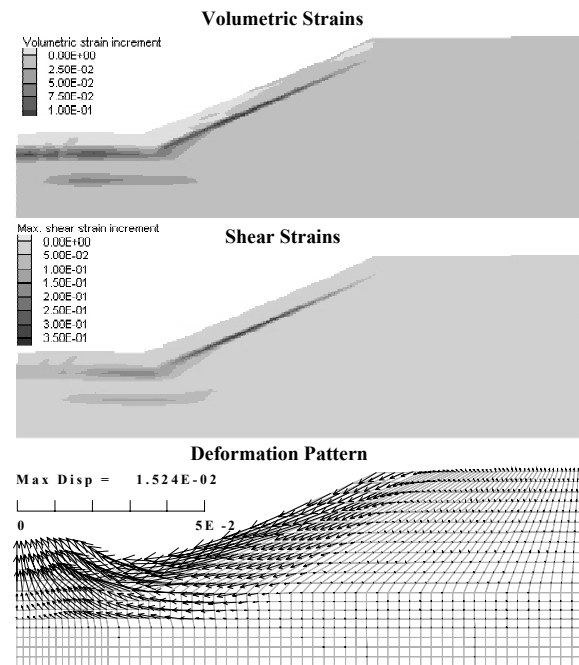 Volumetric Strains
Volumetric strain increment
0.00E+00
2.50E-02
5.00E-02
7.50E-02
1.00E-01
Shear Strains
Max. shear strain increment
0.00E+00
5.00E-02
1.00E-01
1.50E-01
2.00E-01
2.50E-01
3.00E-01
3.50E-01
Deformation Pattern
Max Disp = 1.524E-02
0 5E -2